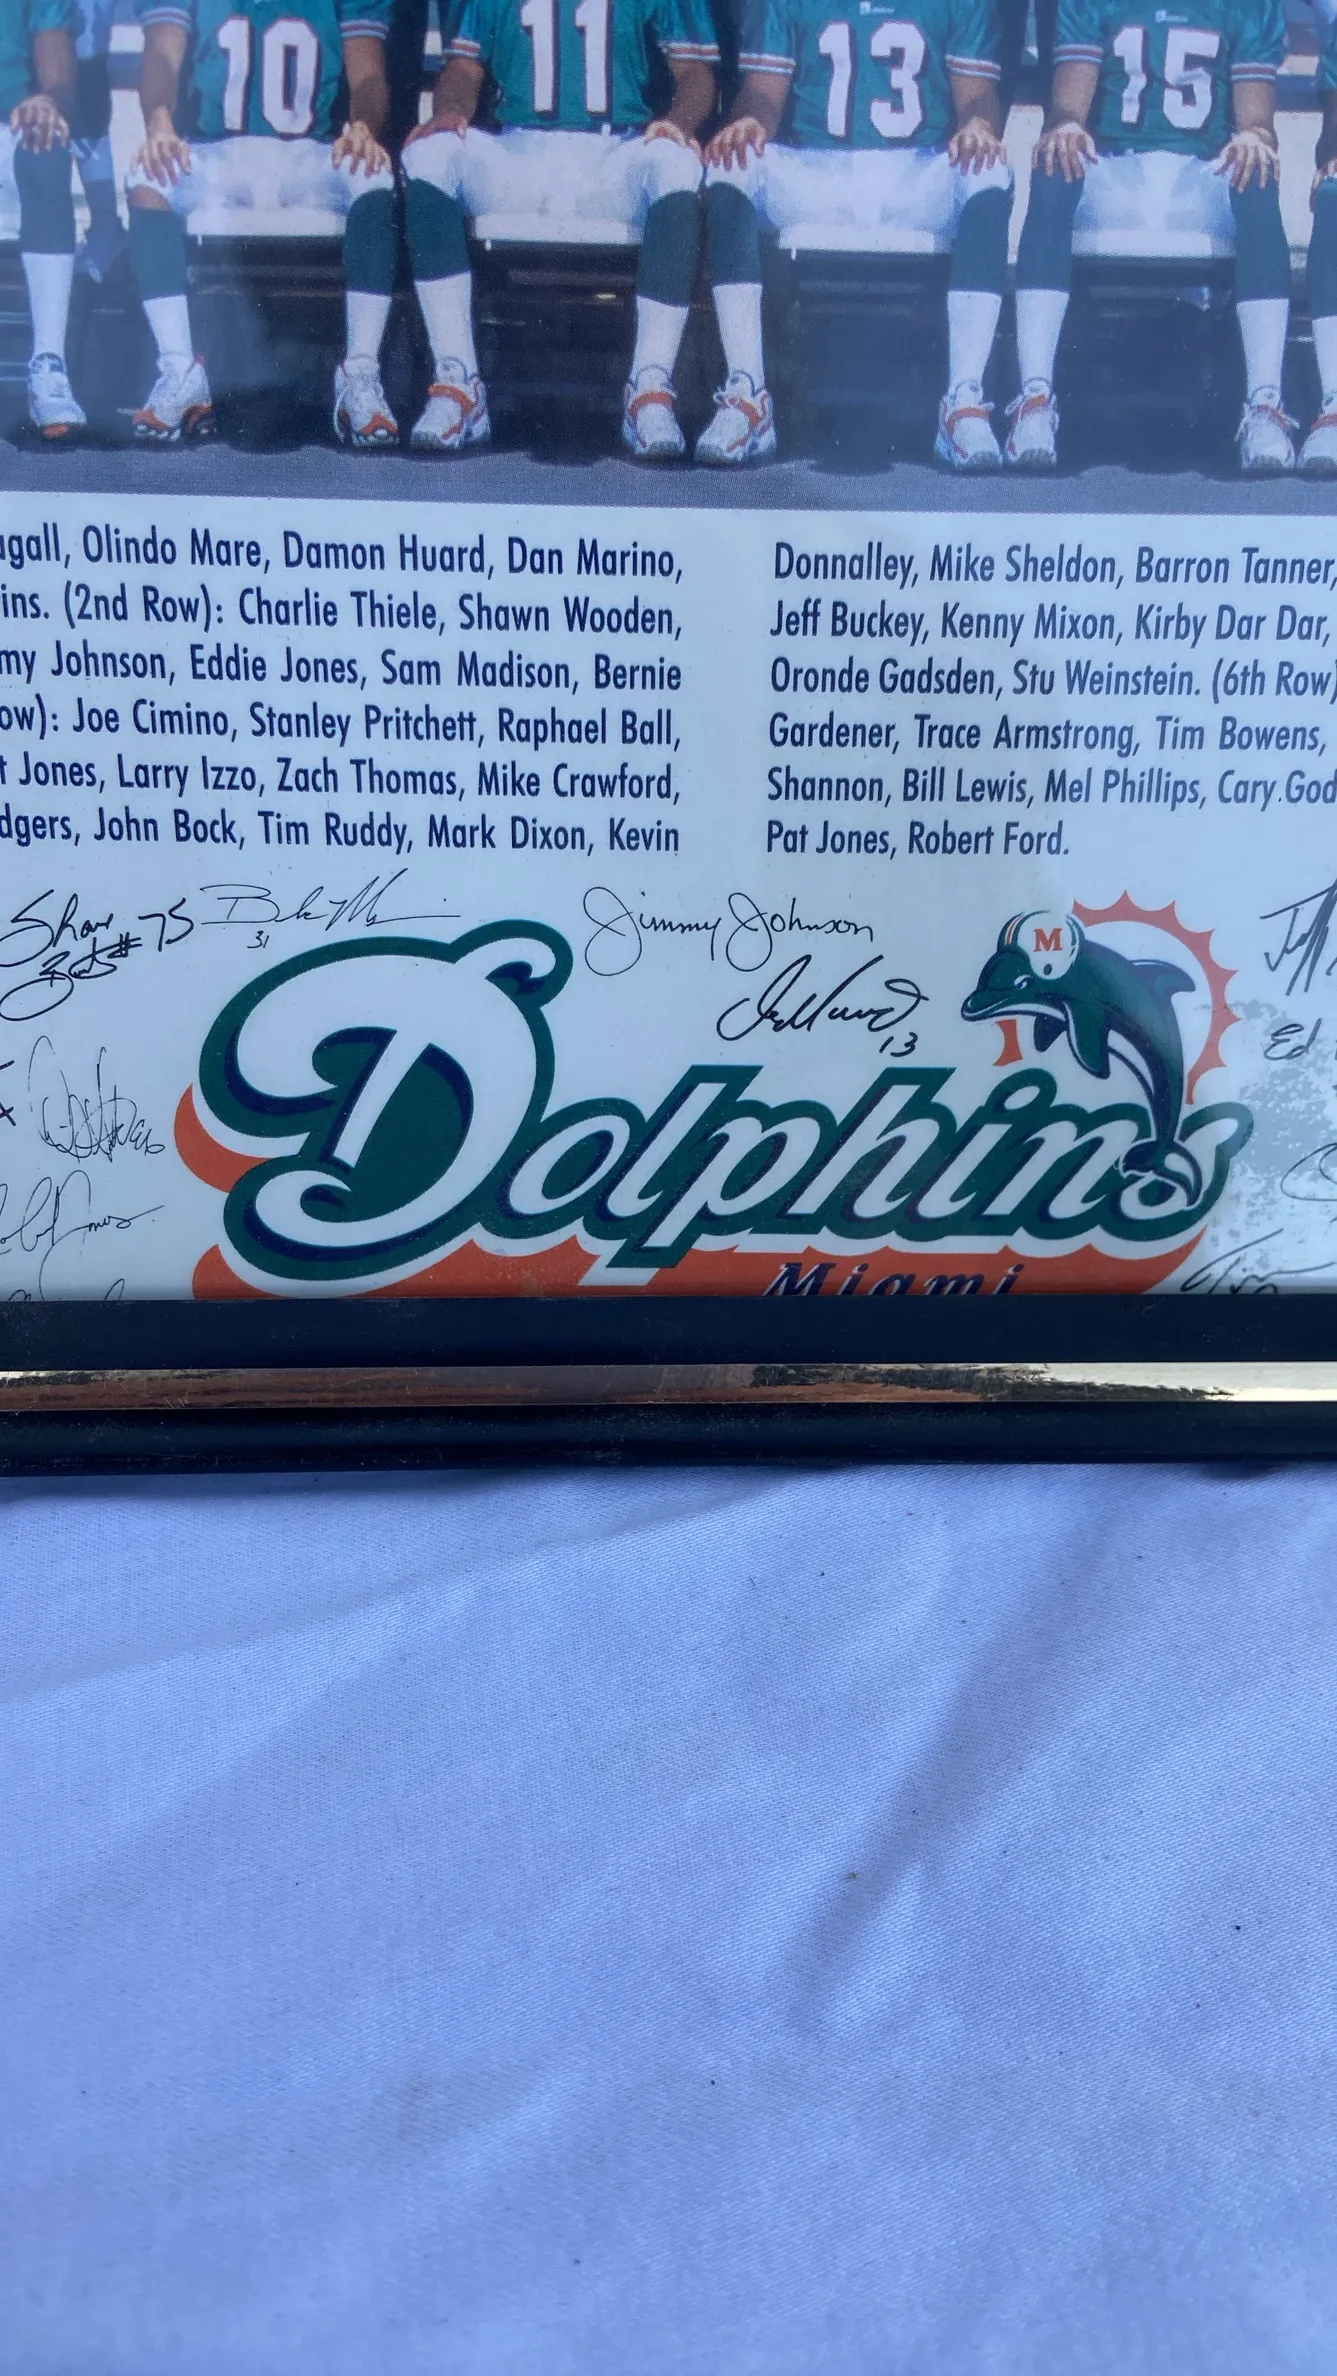 10 11 13 15
agall, Olindo Mare, Damon Huard, Dan Marino,
ins. (2nd Row): Charlie Thiele, Shawn Wooden,
my Johnson, Eddie Jones, Sam Madison, Bernie
ow): Joe Cimino, Stanley Pritchett, Raphael Ball,
t Jones, Larry Izzo, Zach Thomas, Mike Crawford,
dgers, John Bock, Tim Ruddy, Mark Dixon, Kevin
Donnalley, Mike Sheldon, Barron Tanner,
Jeff Buckey, Kenny Mixon, Kirby Dar Dar,
Oronde Gadsden, Stu Weinstein. (6th Row)
Gardener, Trace Armstrong, Tim Bowens,
Shannon, Bill Lewis, Mel Phillips, Cary God
Pat Jones, Robert Ford.
Shane #75
31
Jimmy Johnson
13
M
Ed
Dolphins
Miami
Tim